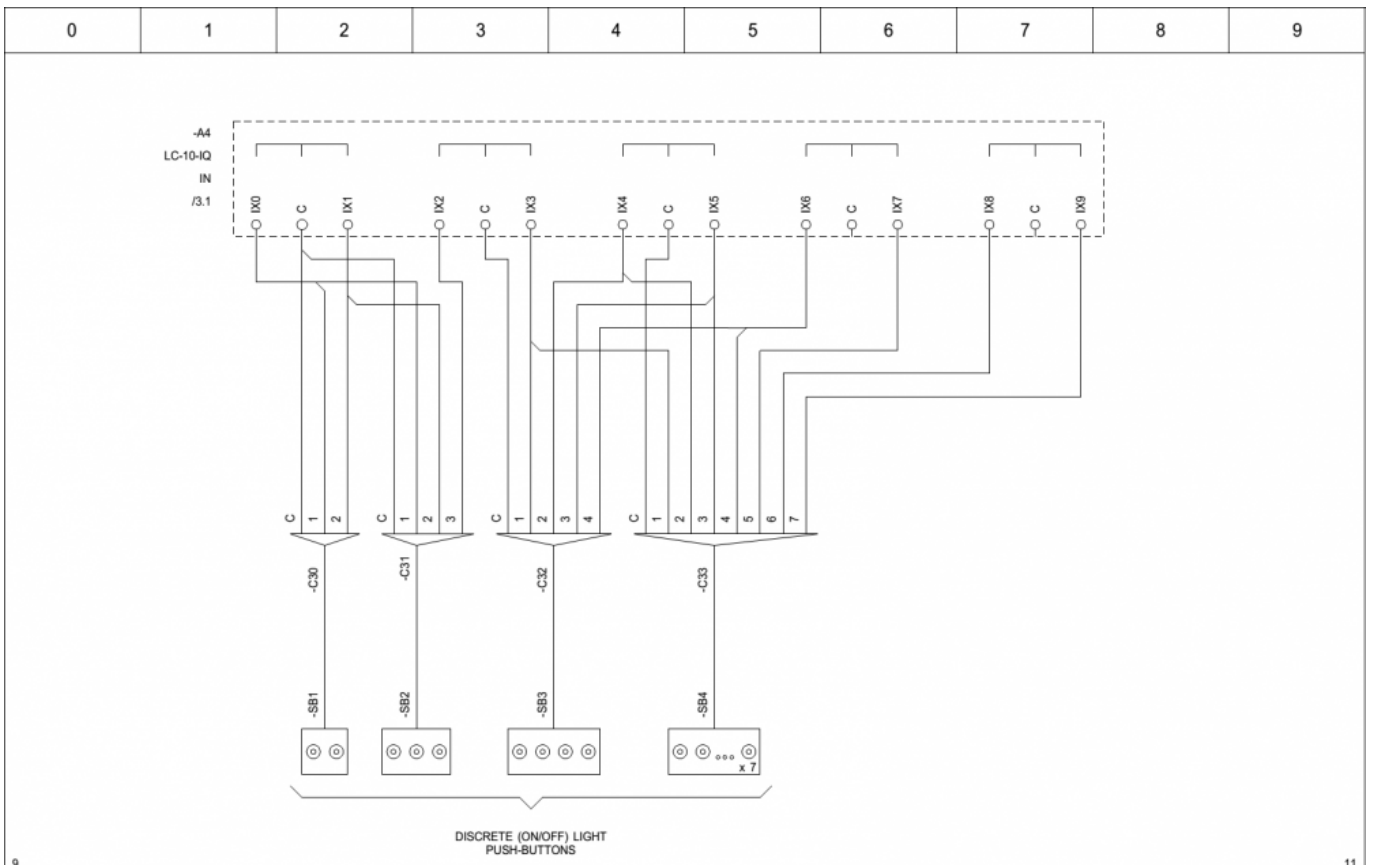 0 1 2 3 4 5 6 7 8 9
-A4
LC-10-IQ
IN
/3.1
IX0 C IX1 IX2 C IX3 IX4 C IX5 IX6 C IX7 IX8 C IX9
C 1 2 C 1 2 3 C 1 2 3 4 C 1 2 3 4 5 6 7
-C30 -C31 -C32 -C33
-SB1 -SB2 -SB3 -SB4
x 7
DISCRETE (ON/OFF) LIGHT
PUSH-BUTTONS
9 11